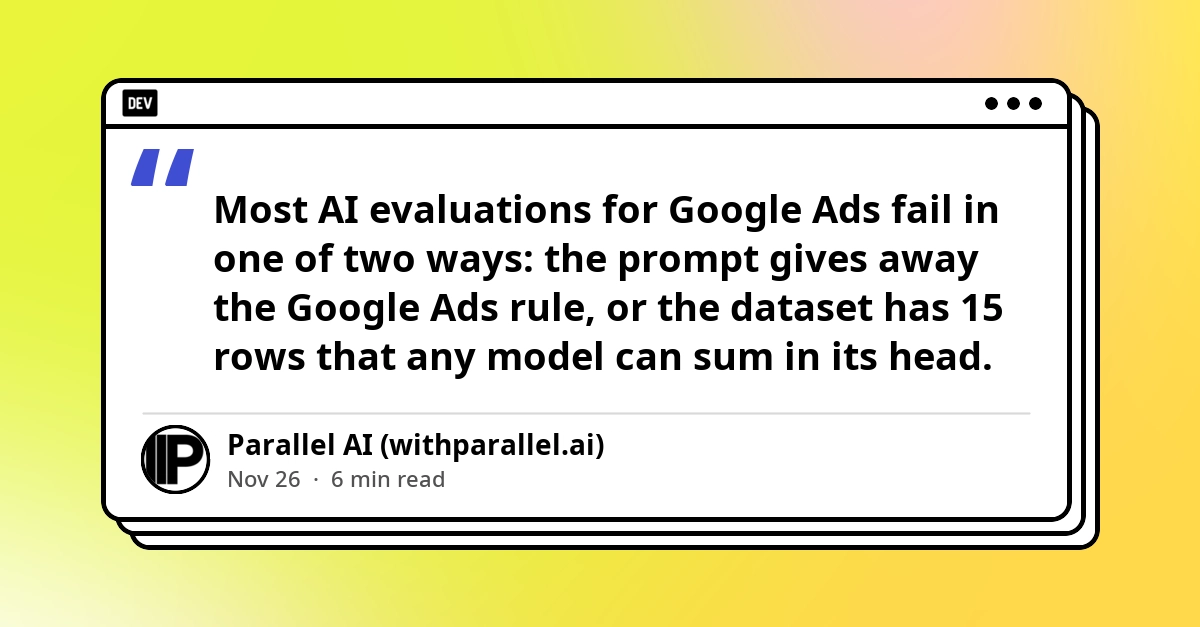 DEV
“
Most AI evaluations for Google Ads fail in
one of two ways: the prompt gives away
the Google Ads rule, or the dataset has 15
rows that any model can sum in its head.
P
Parallel AI (withparallel.ai)
Nov 26 · 6 min read